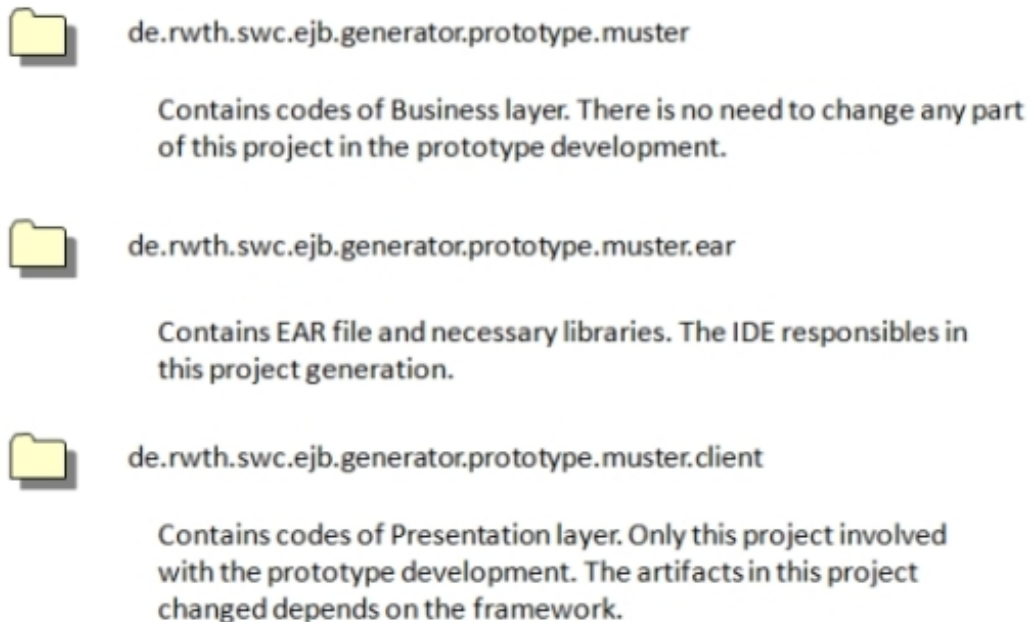 de.rwth.swc.ejb.generator.prototype.muster
Contains codes of Business layer. There is no need to change any part
of this project in the prototype development.
de.rwth.swc.ejb.generator.prototype.muster.ear
Contains EAR file and necessary libraries. The IDE responsibles in
this project generation.
de.rwth.swc.ejb.generator.prototype.muster.client
Contains codes of Presentation layer. Only this project involved
with the prototype development. The artifacts in this project
changed depends on the framework.